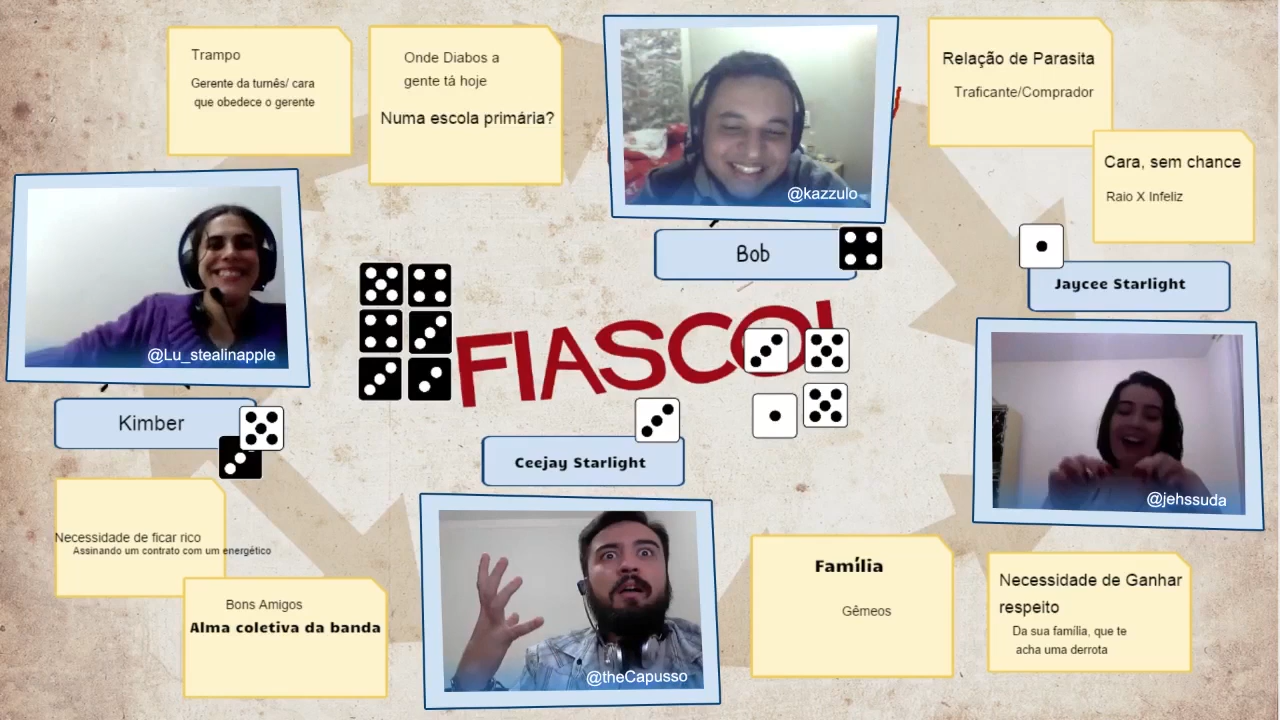 Trampo
Gerente da turnês/ cara
que obedece o gerente
Onde Diabos a
gente tá hoje
Numa escola primária?
@kazzulo
Bob
Relação de Parasita
Traficante/Comprador
Cara, sem chance
Raio X Infeliz
Jaycee Starlight
@jehssuda
@Lu_stealinapple
Kimber
FIASCO!
Ceejay Starlight
@theCapusso
Necessidade de ficar rico
Assinando um contrato com um energético
Bons Amigos
Alma coletiva da banda
Família
Gêmeos
Necessidade de Ganhar
respeito
Da sua família, que te
acha uma derrota